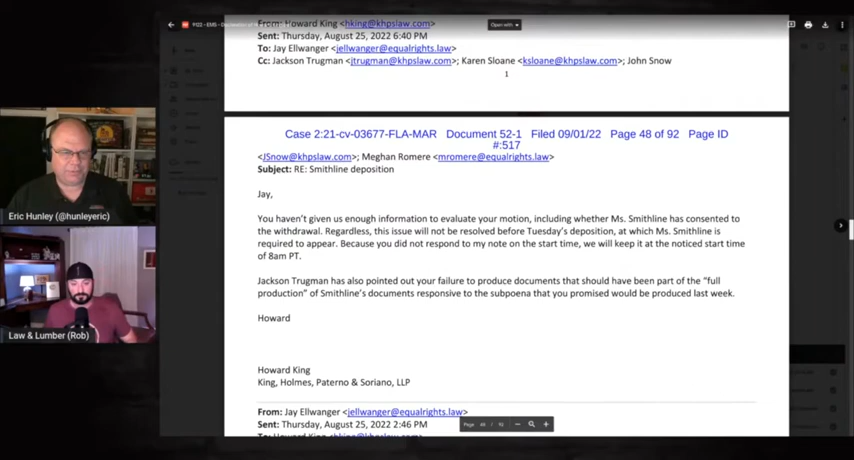 From: Howard King <hking@khpslaw.com>
Open with
Sent: Thursday, August 25, 2022 6:40 PM
To: Jay Ellwanger <jellwanger@equalrights.law>
Cc: Jackson Trugman <jtrugman@khpslaw.com>; Karen Sloane <ksloane@khpslaw.com>; John Snow
Case 2:21-cv-03677-FLA-MAR Document 52-1 Filed 09/01/22 Page 48 of 92 Page ID
#:517
<JSnow@khpslaw.com>; Meghan Romere <mromere@equalrights.law>
Subject: RE: Smithline deposition
Jay,
You haven't given us enough information to evaluate your motion, including whether Ms. Smithline has consented to
the withdrawal. Regardless, this issue will not be resolved before Tuesday's deposition, at which Ms. Smithline is
required to appear. Because you did not respond to my note on the start time, we will keep it at the noticed start time
of 8am PT.
Jackson Trugman has also pointed out your failure to produce documents that should have been part of the "full
production" of Smithline's documents responsive to the subpoena that you promised would be produced last week.
Howard
Howard King
King, Holmes, Paterno & Soriano, LLP
From: Jay Ellwanger <jellwanger@equalrights.law>
Sent: Thursday, August 25, 2022 2:46 PM
Page 48 / 92
Eric Hunley (@hunleyeric)
Law & Lumber (Rob)